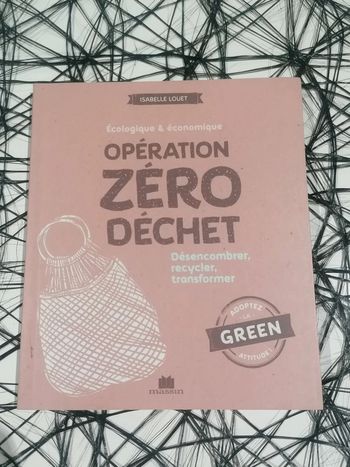 ISABELLE LOUET
Écologique & économique
OPÉRATION
ZÉRO
DÉCHET
Désencombrer,
recycler,
transformer
ADOPTEZ
LA
GREEN
ATTITUDE !
massin